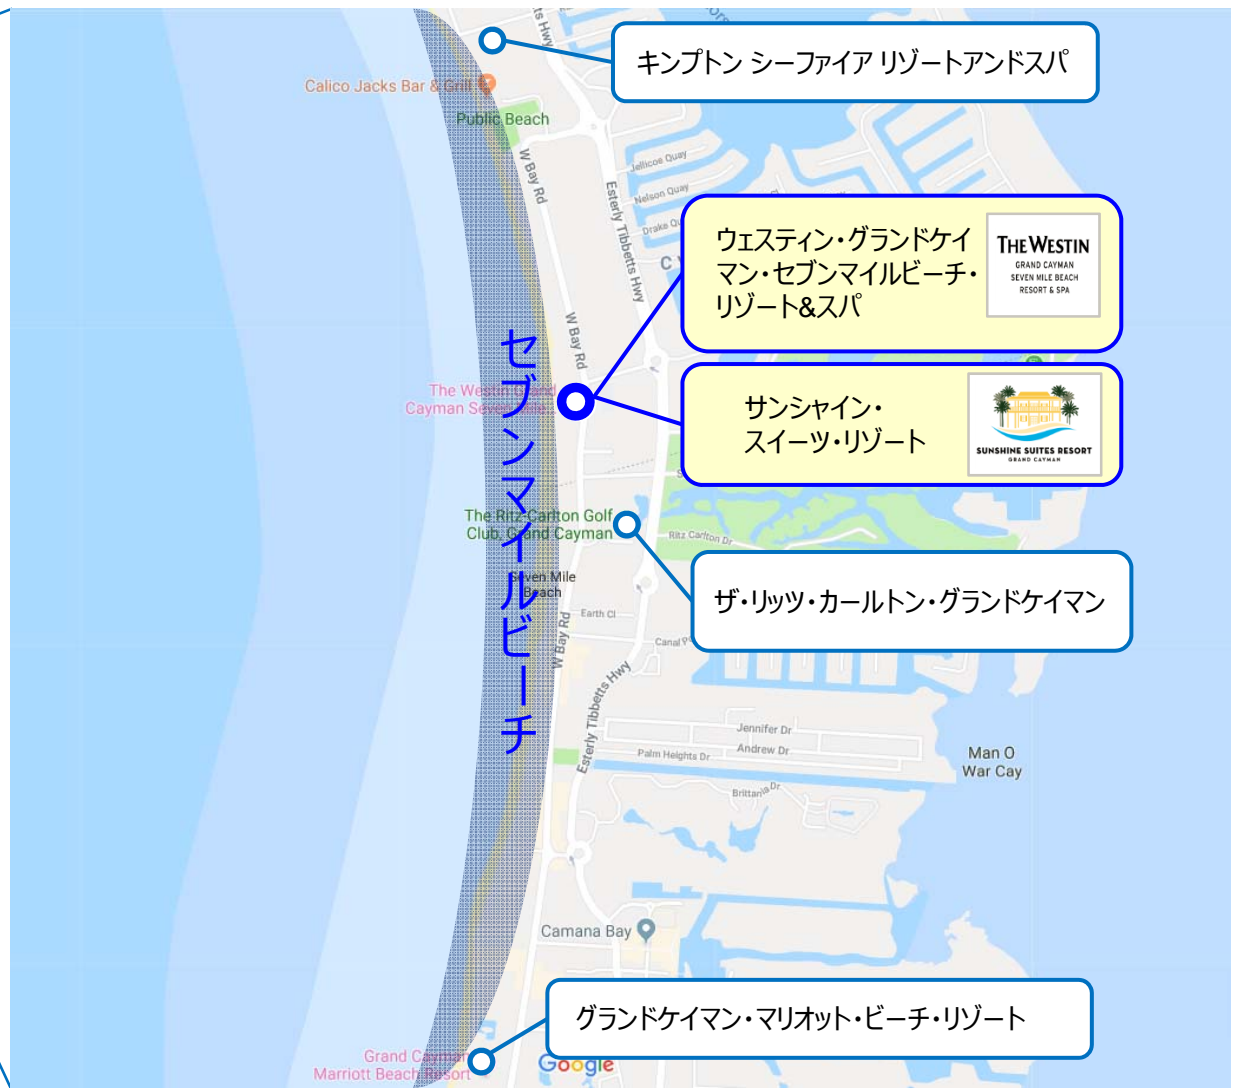 キンプトン シーファイア リゾートアンドスパ
Calico Jacks Bar & Grill
Public Beach
W Bay Rd
Esterly Tibbetts Hwy
Jellicoe Quay
Nelson Quay
ウェスティン・グランドケイ
マン・セブンマイルビーチ・
リゾート&スパ
THE WESTIN
GRAND CAYMAN
SEVEN MILE BEACH
RESORT & SPA
W Bay Rd
セブンマイルビーチ
The Westin Grand
Cayman Seven
サンシャイン・
スイーツ・リゾート
SUNSHINE SUITES RESORT
GRAND CAYMAN
The Ritz-Carlton Golf
Club, Grand Cayman
Ritz Carlton Dr
Seven Mile
Beach
ザ・リッツ・カールトン・グランドケイマン
Earth Cl
W Bay Rd
Canal
Esterly Tibbetts Hwy
Jennifer Dr
Palm Heights Dr
Andrew Dr
Man O
War Cay
Brittania Dr
Camana Bay
グランドケイマン・マリオット・ビーチ・リゾート
Grand Cayman
Marriott Beach Resort
Google